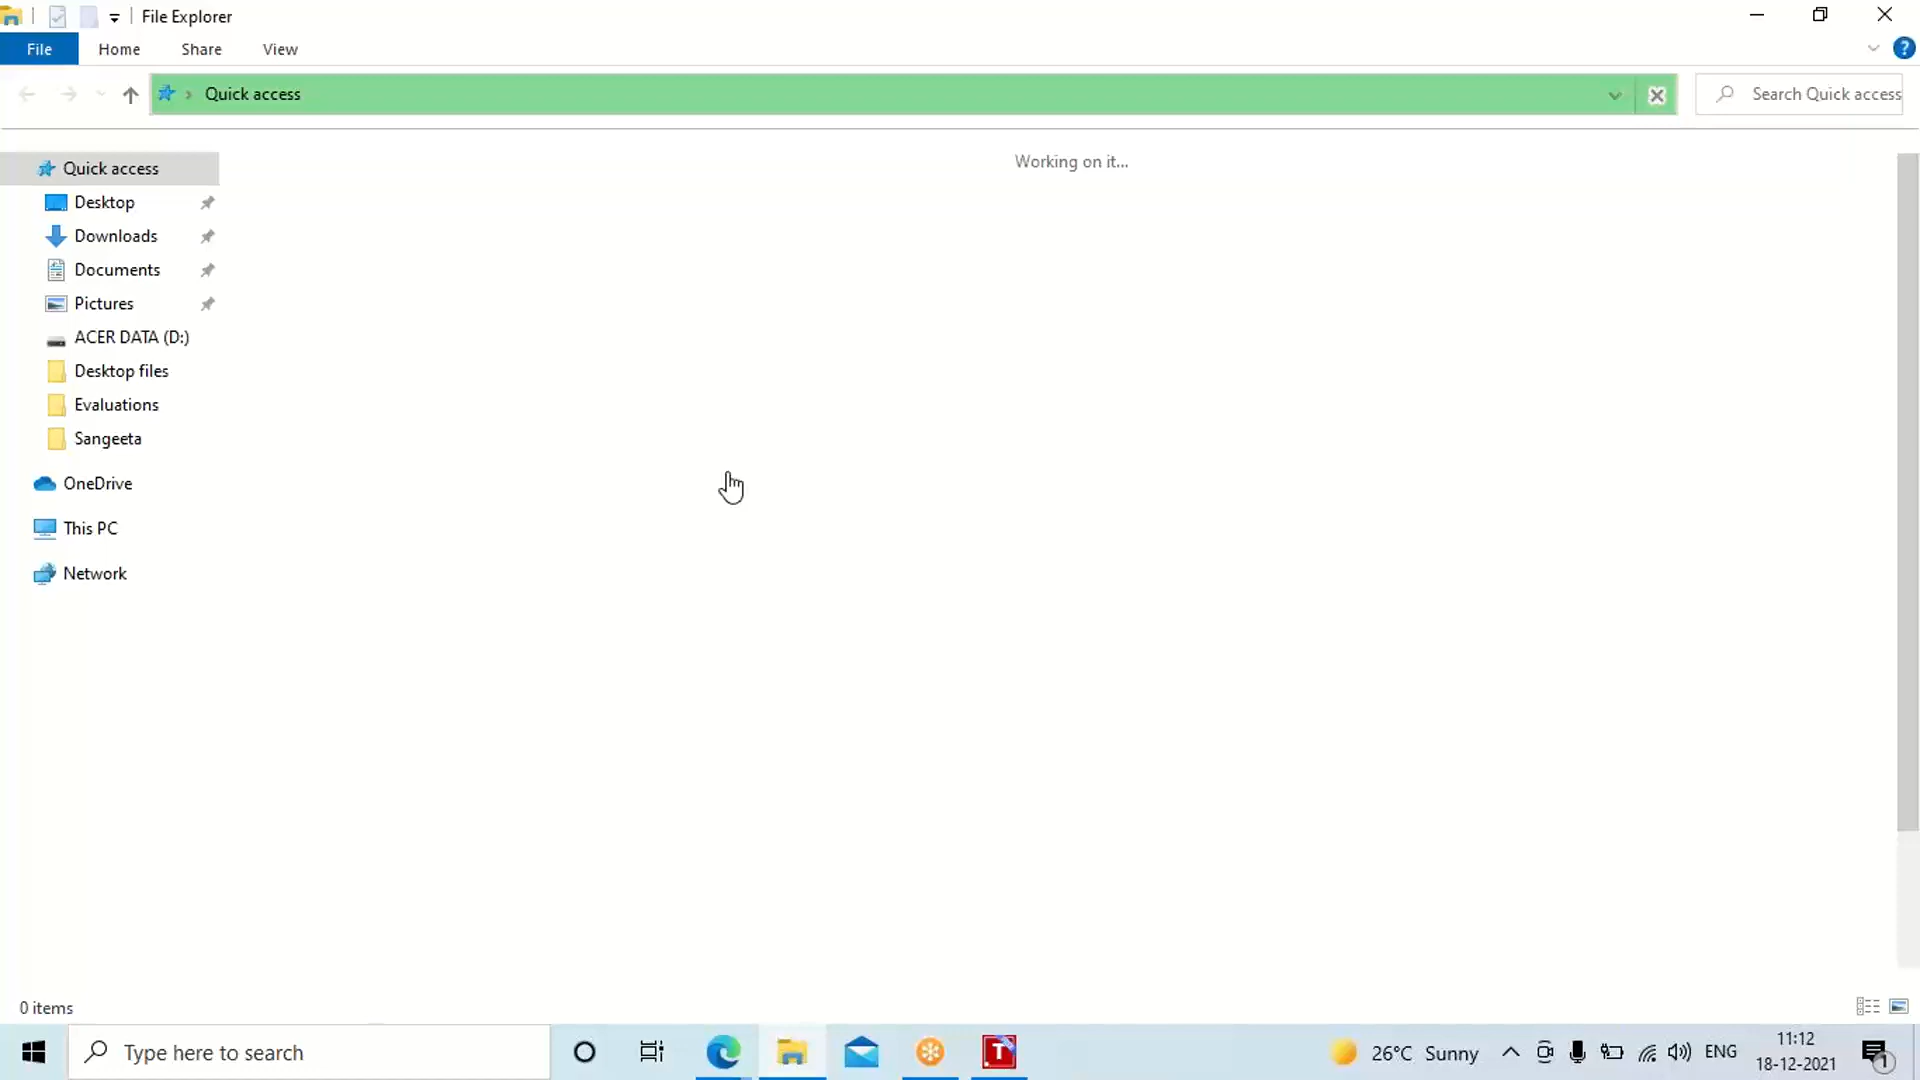 File Explorer
File Home Share View
Quick access
Search Quick access
Working on it...
Quick access
Desktop
Downloads
Documents
Pictures
ACER DATA (D:)
Desktop files
Evaluations
Sangeeta
OneDrive
This PC
Network
0 items
Type here to search
26°C Sunny
ENG
11:12
18-12-2021
1